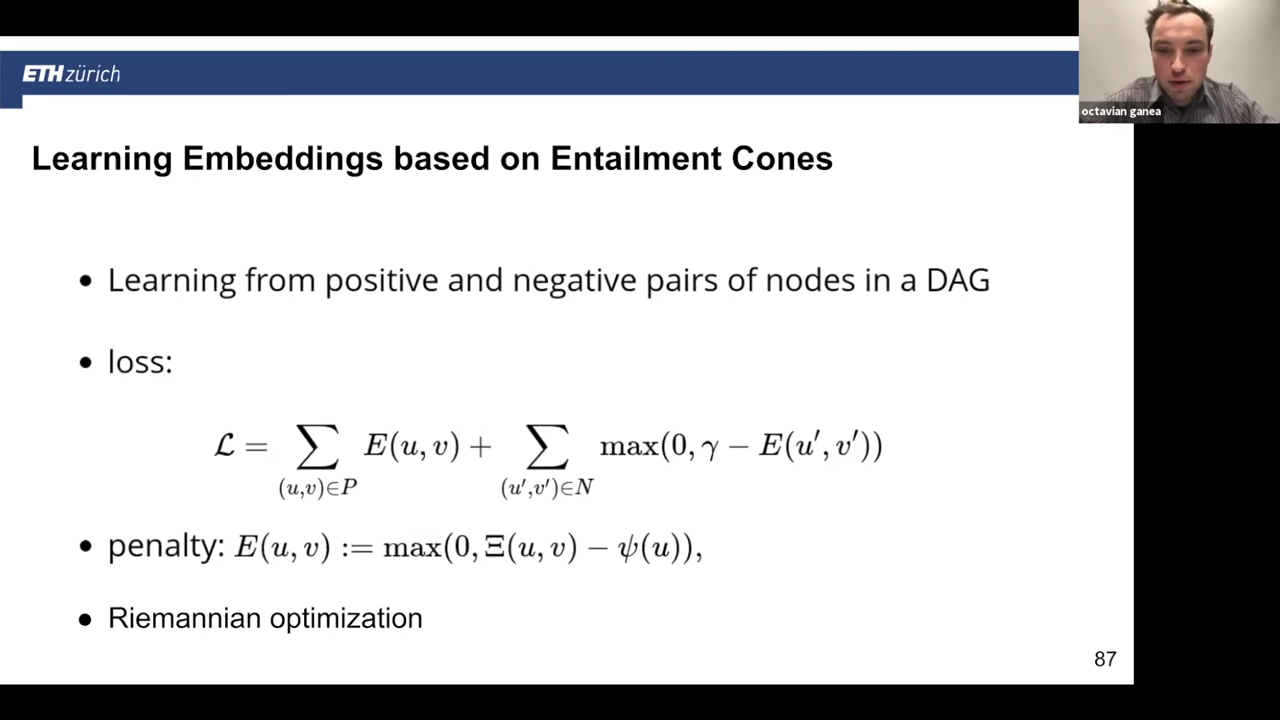 ETH zürich
octavian ganea
Learning Embeddings based on Entailment Cones
• Learning from positive and negative pairs of nodes in a DAG
• loss:
ℒ = ∑_{(u,v)∈P} E(u, v) + ∑_{(u′,v′)∈N} max(0, γ − E(u′, v′))
• penalty: E(u, v) := max(0, Ξ(u, v) − ψ(u)),
• Riemannian optimization
87